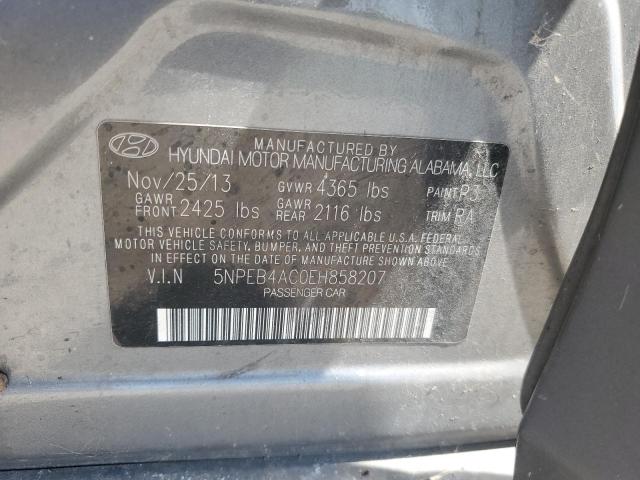 MANUFACTURED BY
HYUNDAI MOTOR MANUFACTURING ALABAMA, LLC
Nov/25/13 GVWR 4365 lbs PAINT P3
GAWR FRONT 2425 lbs GAWR REAR 2116 lbs TRIM RA
THIS VEHICLE CONFORMS TO ALL APPLICABLE U.S.A. FEDERAL
MOTOR VEHICLE SAFETY, BUMPER, AND THEFT PREVENTION STANDARDS
IN EFFECT ON THE DATE OF MANUFACTURE SHOWN ABOVE.
V.I.N 5NPEB4AC0EH858207
PASSENGER CAR